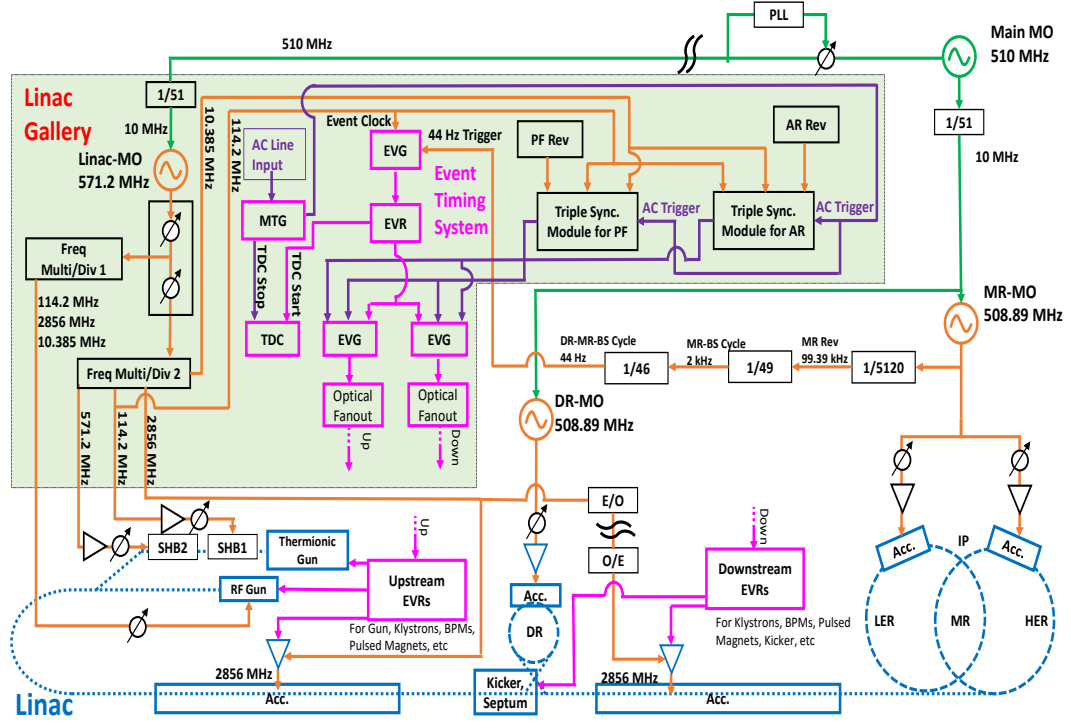 PLL
510 MHz
Main MO
510 MHz
Linac
Gallery
1/51
10 MHz
10.385 MHz
114.2 MHz
Linac-MO
571.2 MHz
AC Line
Input
Event Clock
EVG
44 Hz Trigger
Event
Timing
System
PF Rev
AR Rev
1/51
10 MHz
MTG
EVR
Triple Sync.
Module for PF
AC Trigger
Triple Sync.
Module for AR
AC Trigger
Freq
Multi/Div 1
114.2 MHz
2856 MHz
10.385 MHz
TDC Stop
TDC Start
TDC
EVG
EVG
MR-MO
508.89 MHz
DR-MR-BS Cycle
44 Hz
1/46
MR-BS Cycle
2 kHz
1/49
MR Rev
99.39 kHz
1/5120
Freq Multi/Div 2
Optical
Fanout
Optical
Fanout
Up
Down
DR-MO
508.89 MHz
571.2 MHz
114.2 MHz
2856 MHz
E/O
O/E
SHB2
SHB1
Thermionic
Gun
RF Gun
Up
Upstream
EVRs
For Gun, Klystrons, BPMs,
Pulsed Magnets, etc
Acc.
DR
Down
Downstream
EVRs
For Klystrons, BPMs, Pulsed
Magnets, Kicker, etc
Acc.
IP
Acc.
LER
MR
HER
2856 MHz
Acc.
Kicker,
Septum
2856 MHz
Acc.
Linac